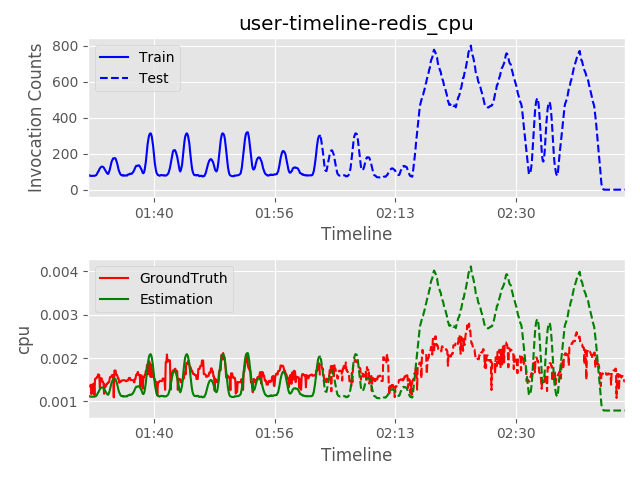 user-timeline-redis_cpu
Invocation Counts
800
600
400
200
0
Train
Test
01:40 01:56 02:13 02:30
Timeline
cpu
0.004
0.003
0.002
0.001
GroundTruth
Estimation
01:40 01:56 02:13 02:30
Timeline